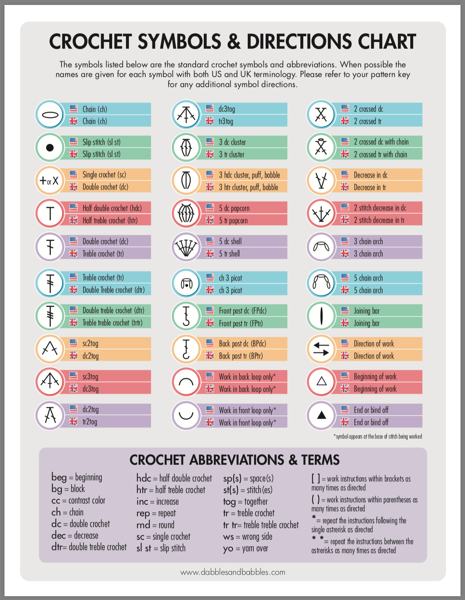 CROCHET SYMBOLS & DIRECTIONS CHART
The symbols listed below are the standard crochet symbols and abbreviations. When possible the
names are given for each symbol with both US and UK terminology. Please refer to your pattern key
for any additional symbol directions.
Chain (ch)
Chain (ch)
Slip stitch (sl st)
Slip stitch (sl st)
Single crochet (sc)
Double crochet (dc)
Half double crochet (hdc)
Half treble crochet (htr)
Double crochet (dc)
Treble crochet (tr)
Treble crochet (tr)
Double Treble crochet (dtr)
Double treble crochet (dtr)
Treble treble crochet (trtr)
sc2tog
dc2tog
sc3tog
dc3tog
dc2tog
tr2tog
dc3tog
tr3tog
3 dc cluster
3 tr cluster
3 hdc cluster, puff, bobble
3 htr cluster, puff, bobble
5 dc popcorn
5 tr popcorn
5 dc shell
5 tr shell
ch 3 picot
ch 3 picot
Front post dc (FPdc)
Front post tr (FPtr)
Back post dc (BPdc)
Back post tr (BPtr)
Work in back loop only*
Work in back loop only*
Work in front loop only*
Work in front loop only*
2 crossed dc
2 crossed tr
2 crossed dc with chain
2 crossed tr with chain
Decrease in dc
Decrease in tr
2 stitch decrease in dc
2 stitch decrease in tr
3 chain arch
3 chain arch
5 chain arch
5 chain arch
Joining bar
Joining bar
Direction of work
Direction of work
Beginning of work
Beginning of work
End or bind off
End or bind off
*symbol appears at the base of stitch being worked
CROCHET ABBREVIATIONS & TERMS
beg = beginning
bg = block
cc = contrast color
ch = chain
dc = double crochet
dec = decrease
dtr= double treble crochet
hdc = half double crochet
htr = half treble crochet
inc = increase
rep = repeat
rnd = round
sc = single crochet
sl st = slip stitch
sp(s) = space(s)
st(s) = stitch(es)
tog = together
tr = treble crochet
tr tr= treble treble crochet
ws = wrong side
yo = yarn over
[ ] = work instructions within brackets as
many times as directed
( ) = work instructions within parentheses as
many times as directed
* = repeat the instructions following the
single asterisk as directed
* * = repeat the instructions between the
asterisks as many times as directed
www.dabblesandbabbles.com